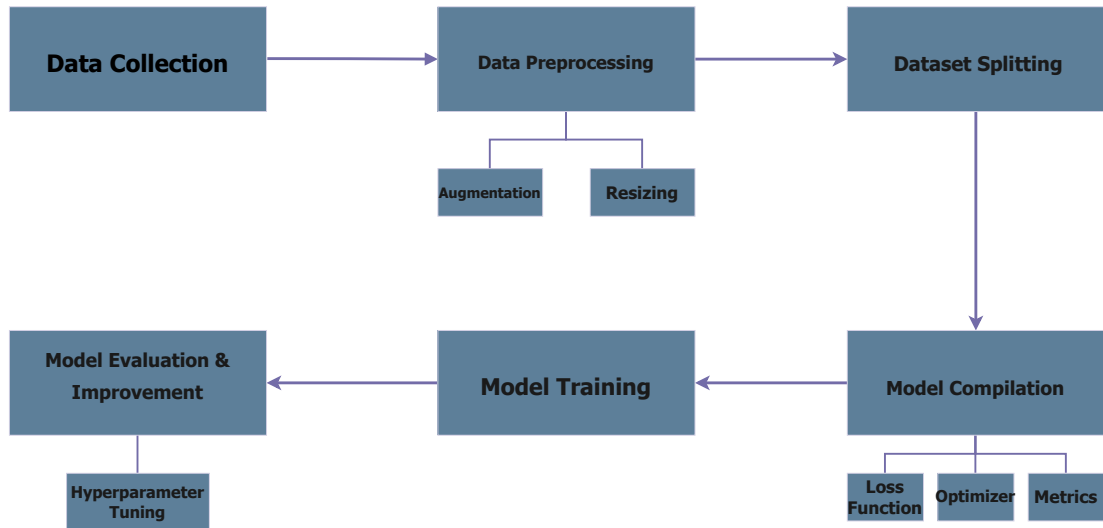 Data Collection
Data Preprocessing
Dataset Splitting
Augmentation
Resizing
Model Evaluation &
Improvement
Model Training
Model Compilation
Hyperparameter
Tuning
Loss
Function
Optimizer
Metrics